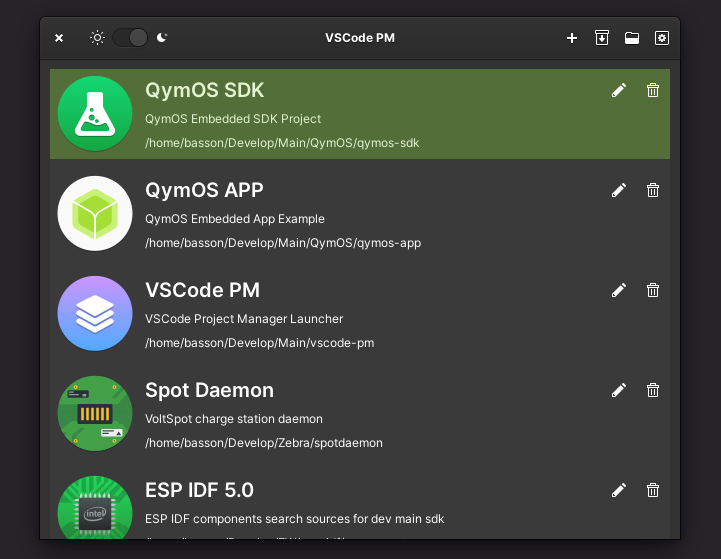 VSCode PM
QymOS SDK
QymOS Embedded SDK Project
/home/basson/Develop/Main/QymOS/qymos-sdk
QymOS APP
QymOS Embedded App Example
/home/basson/Develop/Main/QymOS/qymos-app
VSCode PM
VSCode Project Manager Launcher
/home/basson/Develop/Main/vscode-pm
Spot Daemon
VoltSpot charge station daemon
/home/basson/Develop/Zebra/spotdaemon
ESP IDF 5.0
intel
ESP IDF components search sources for dev main sdk